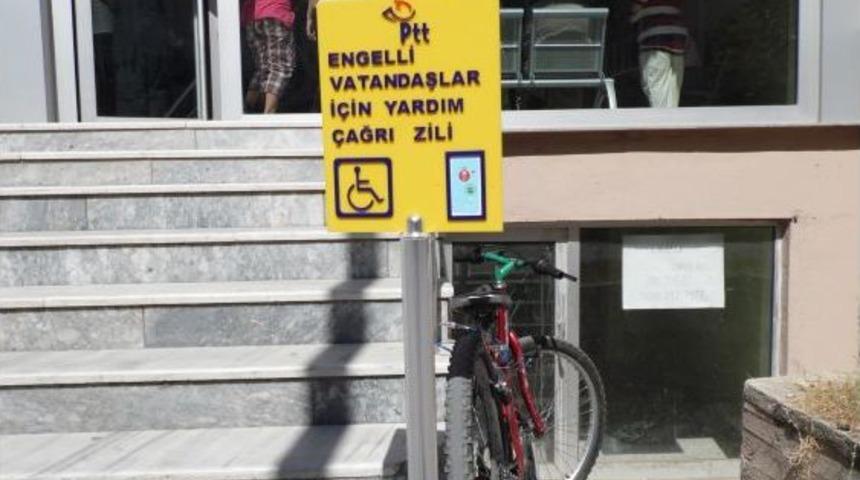 Ptt
ENGELLİ
VATANDAŞLAR
İÇİN YARDIM
ÇAĞRI ZİLİ